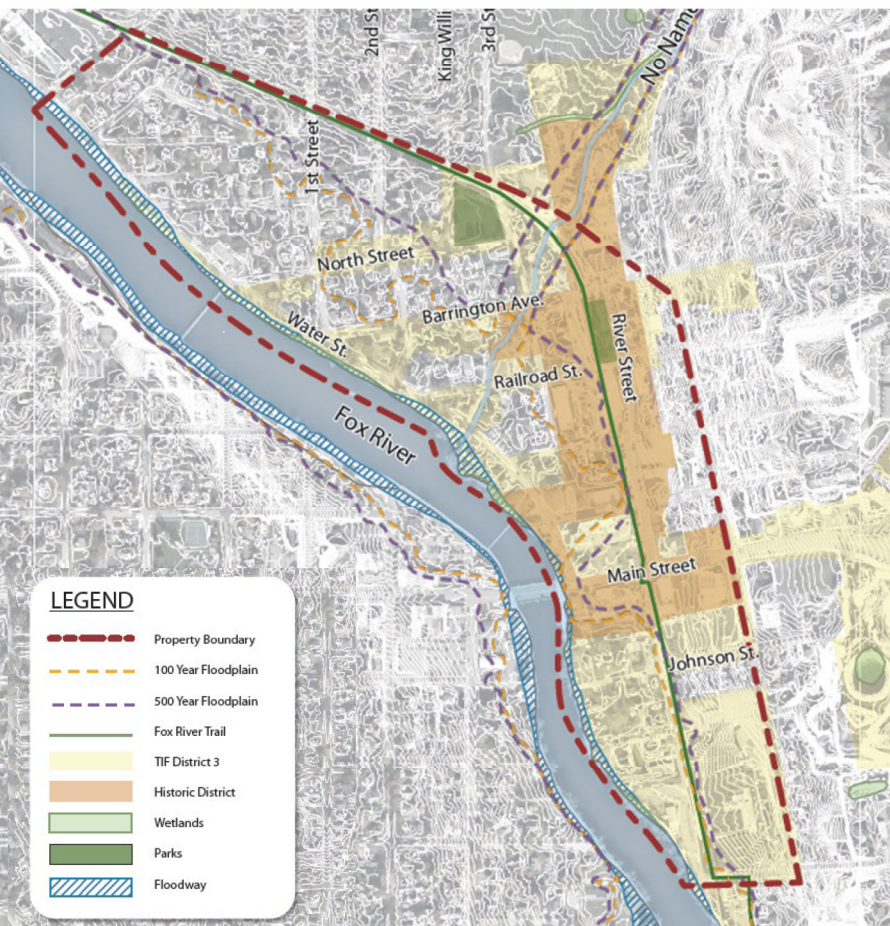 2nd St
King Willi
3rd St
No Name
1st Street
North Street
Barrington Ave.
Water St.
River Street
Railroad St.
Fox River
Main Street
Johnson St.
LEGEND
Property Boundary
100 Year Floodplain
500 Year Floodplain
Fox River Trail
TIF District 3
Historic District
Wetlands
Parks
Floodway